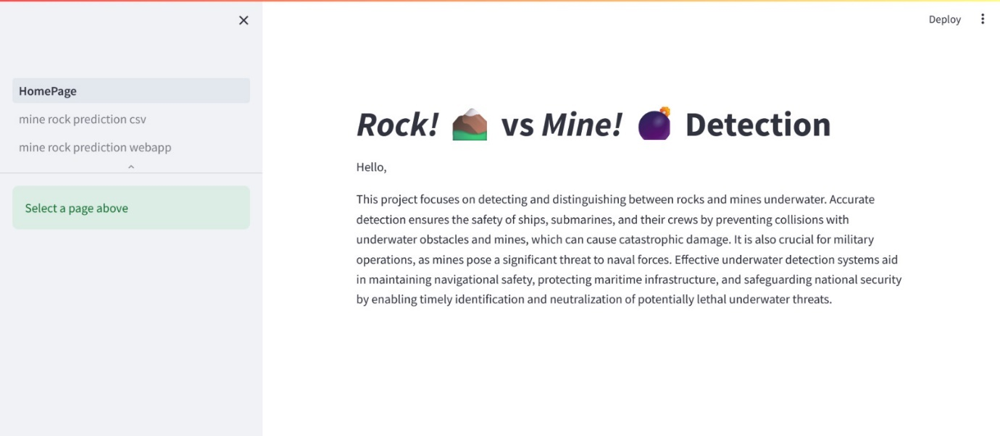 Deploy
HomePage
mine rock prediction csv
mine rock prediction webapp
Select a page above
Rock! 🏔️ vs Mine! 💣 Detection
Hello,
This project focuses on detecting and distinguishing between rocks and mines underwater. Accurate
detection ensures the safety of ships, submarines, and their crews by preventing collisions with
underwater obstacles and mines, which can cause catastrophic damage. It is also crucial for military
operations, as mines pose a significant threat to naval forces. Effective underwater detection systems aid
in maintaining navigational safety, protecting maritime infrastructure, and safeguarding national security
by enabling timely identification and neutralization of potentially lethal underwater threats.